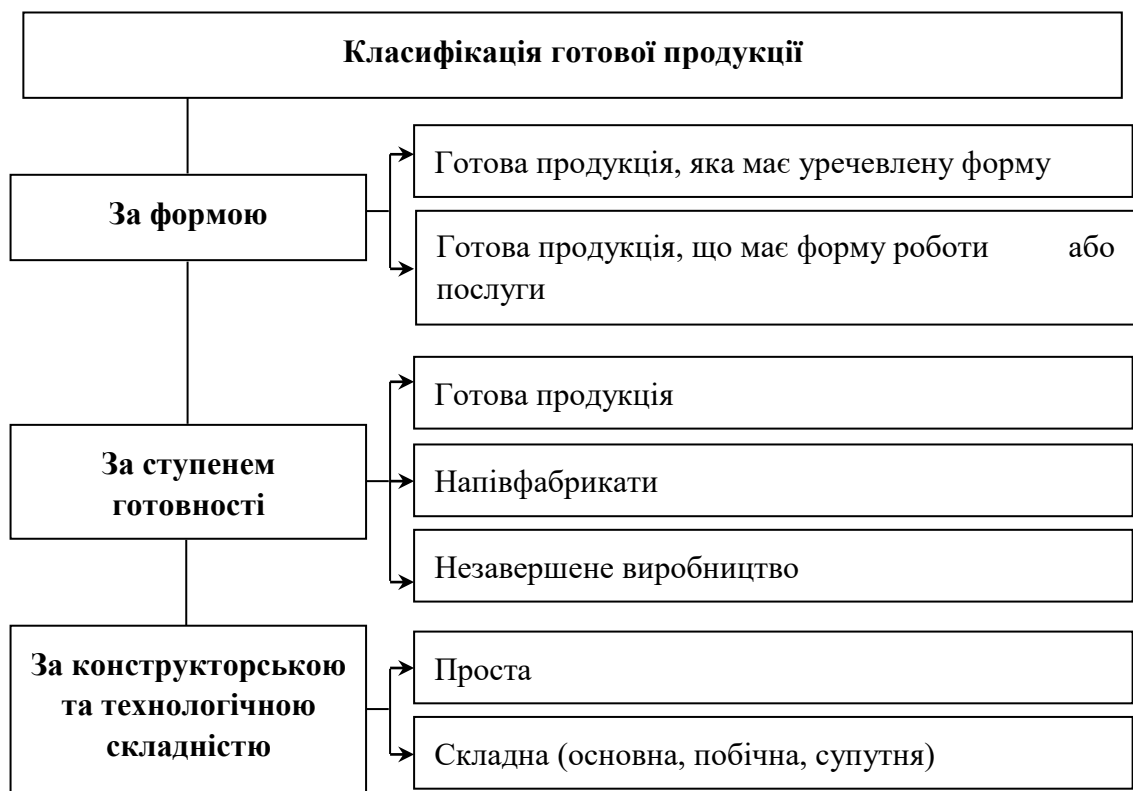 Класифікація готової продукції
Готова продукція, яка має уречевлену форму
За формою
Готова продукція, що має форму роботи або
послуги
Готова продукція
За ступенем
готовності
Напівфабрикати
Незавершене виробництво
За конструкторською
та технологічною
складністю
Проста
Складна (основна, побічна, супутня)